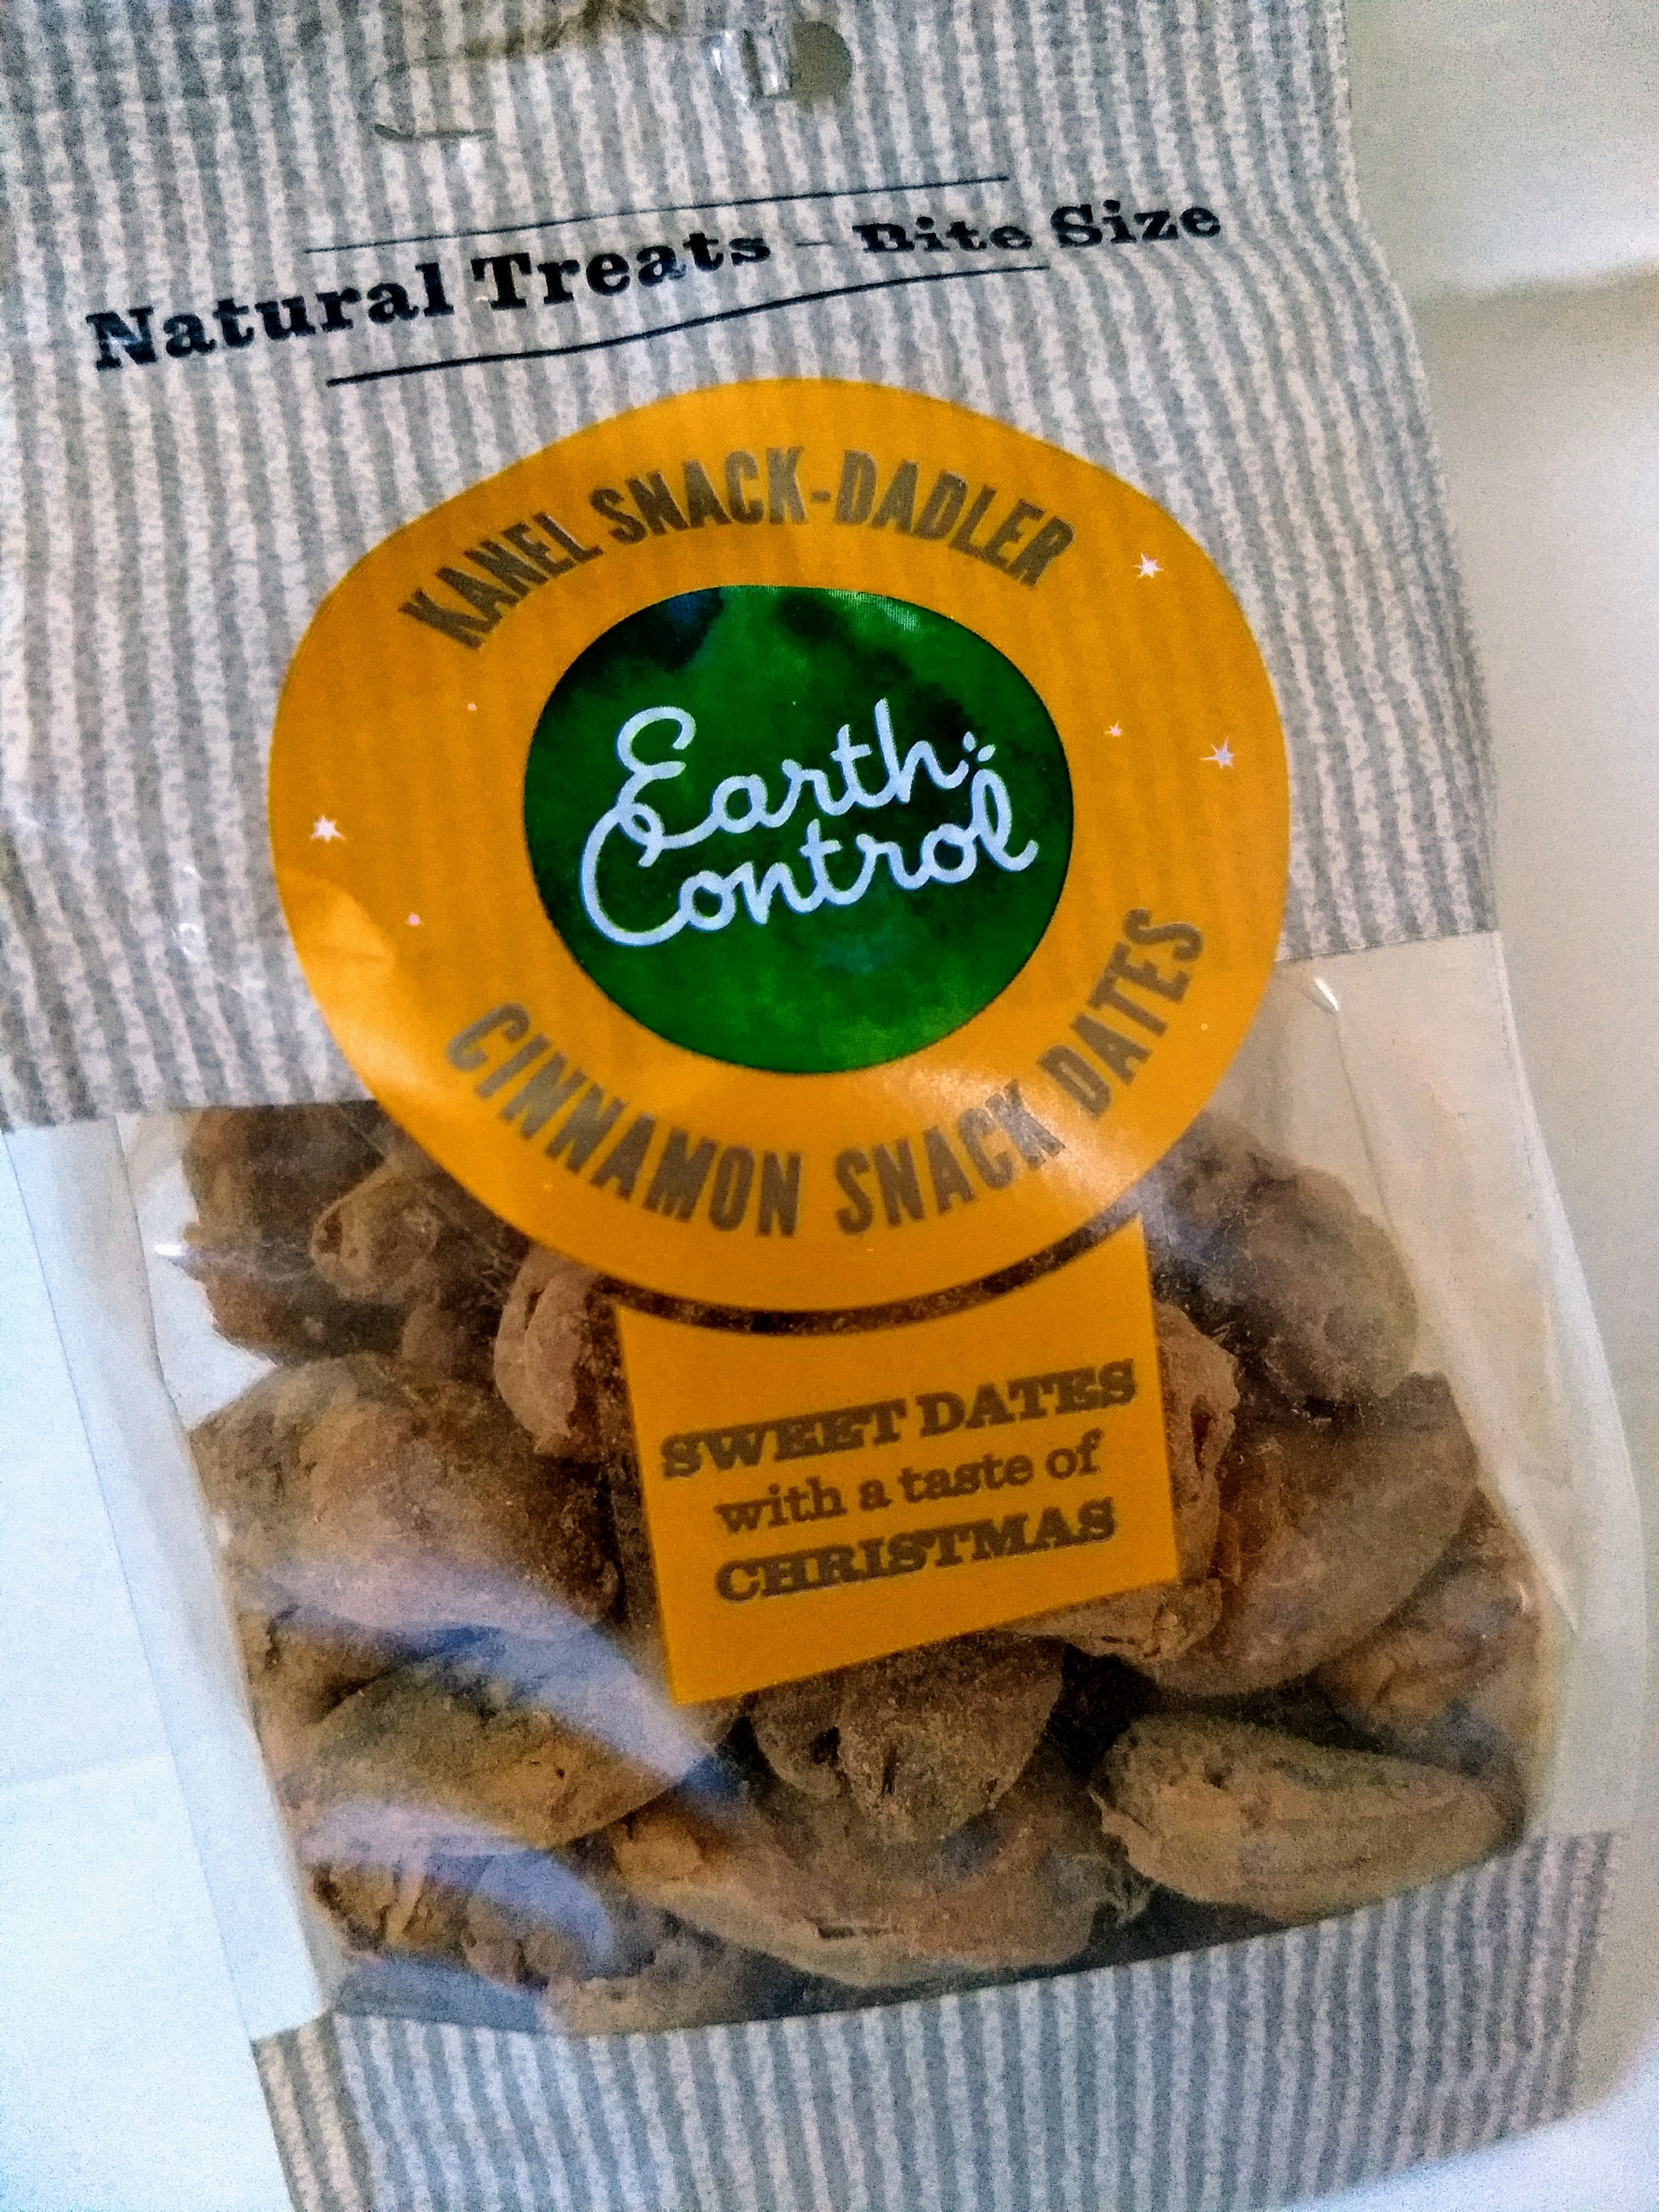 Natural Treats - Bite Size
KANEL SNACK-DADLER
Earth
Control
CINNAMON SNACK DATES
SWEET DATES
with a taste of
CHRISTMAS